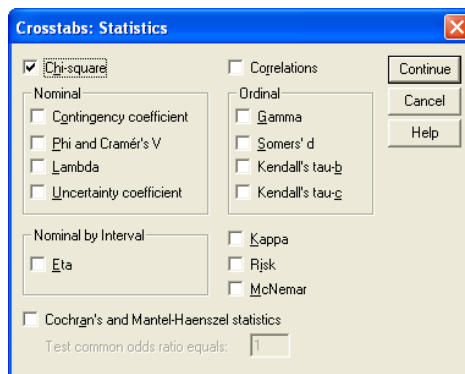 Crosstabs: Statistics
Chi-square
Correlations
Continue
Cancel
Help
Nominal
Contingency coefficient
Phi and Cramér's V
Lambda
Uncertainty coefficient
Ordinal
Gamma
Somers' d
Kendall's tau-b
Kendall's tau-c
Nominal by Interval
Eta
Kappa
Risk
McNemar
Cochran's and Mantel-Haenszel statistics
Test common odds ratio equals: 1